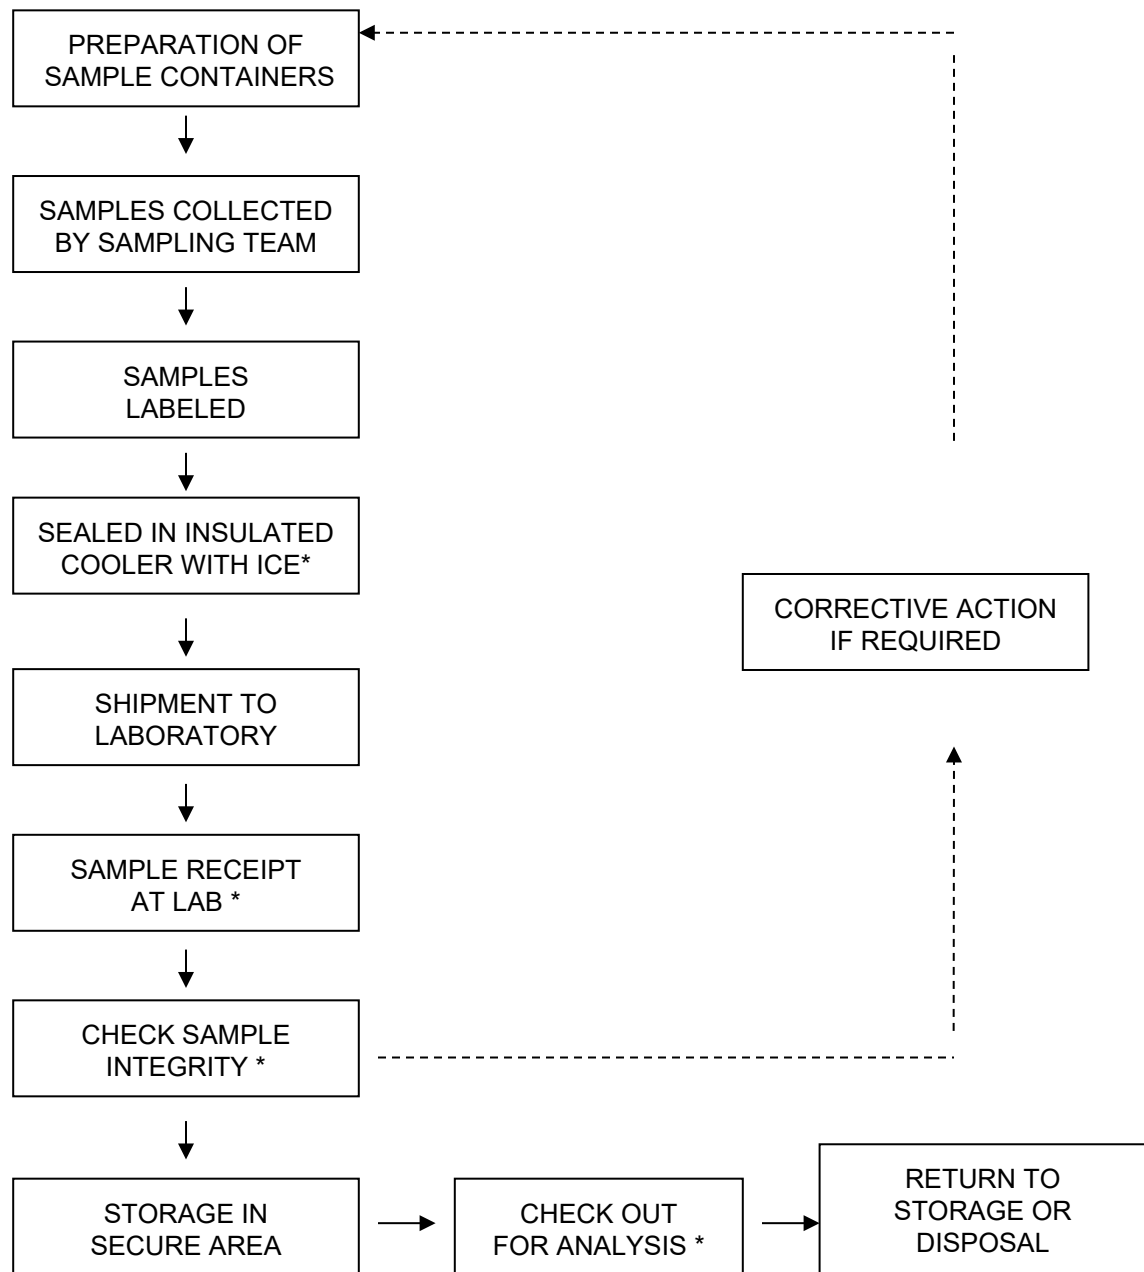 PREPARATION OF
SAMPLE CONTAINERS
SAMPLES COLLECTED
BY SAMPLING TEAM
SAMPLES
LABELED
SEALED IN INSULATED
COOLER WITH ICE*
CORRECTIVE ACTION
IF REQUIRED
SHIPMENT TO
LABORATORY
SAMPLE RECEIPT
AT LAB *
CHECK SAMPLE
INTEGRITY *
STORAGE IN
SECURE AREA
CHECK OUT
FOR ANALYSIS *
RETURN TO
STORAGE OR
DISPOSAL